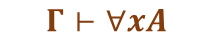 𝚪 ⊢ ∀𝒙𝑨